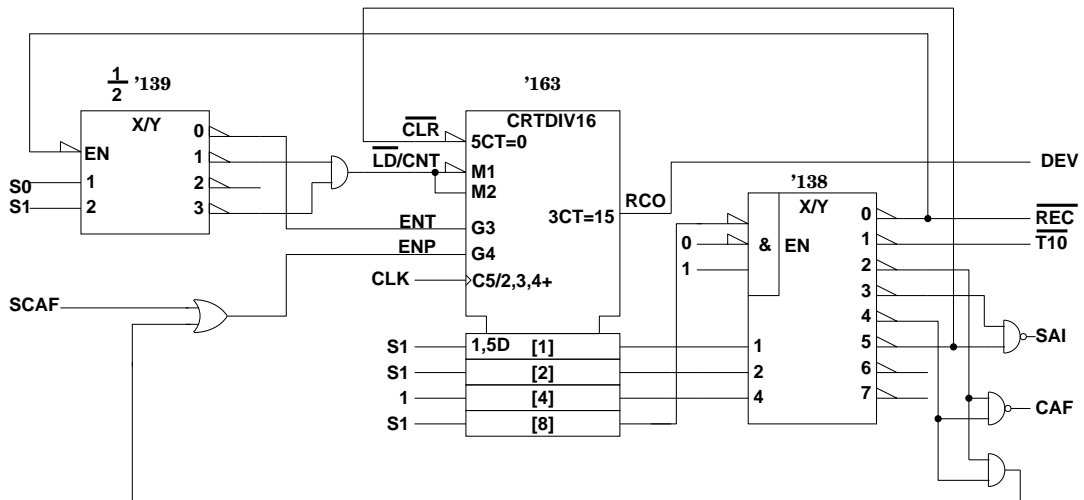 1/2 '139
X/Y
EN
1
2
0
1
2
3
S0
S1
SCAF
'163
CRTDIV16
CLR
5CT=0
LD/CNT
M1
M2
ENT
G3
ENP
G4
CLK
C5/2,3,4+
3CT=15
RCO
S1
1,5D
[1]
S1
[2]
1
[4]
S1
[8]
'138
X/Y
0
1
&
EN
1
2
4
0
1
2
3
4
5
6
7
DEV
REC
T10
SAI
CAF